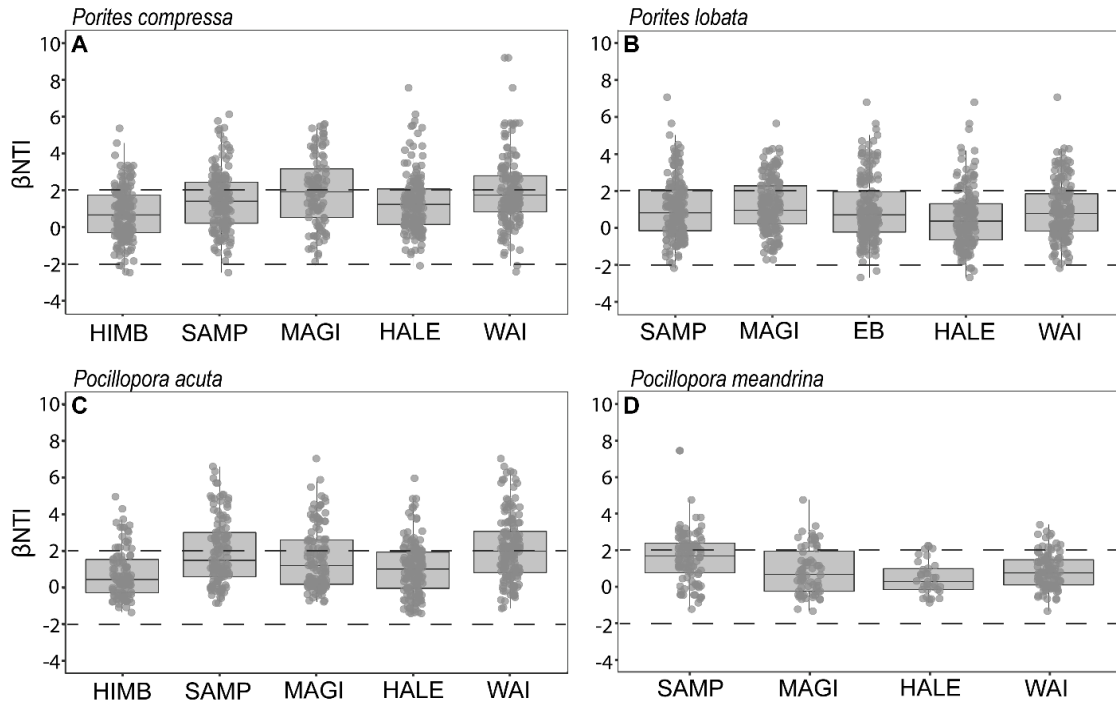 Porites compressa
A
βNTI
10
8
6
4
2
0
-2
-4
HIMB SAMP MAGI HALE WAI
Porites lobata
B
10
8
6
4
2
0
-2
-4
SAMP MAGI EB HALE WAI
Pocillopora acuta
C
βNTI
10
8
6
4
2
0
-2
-4
HIMB SAMP MAGI HALE WAI
Pocillopora meandrina
D
10
8
6
4
2
0
-2
-4
SAMP MAGI HALE WAI